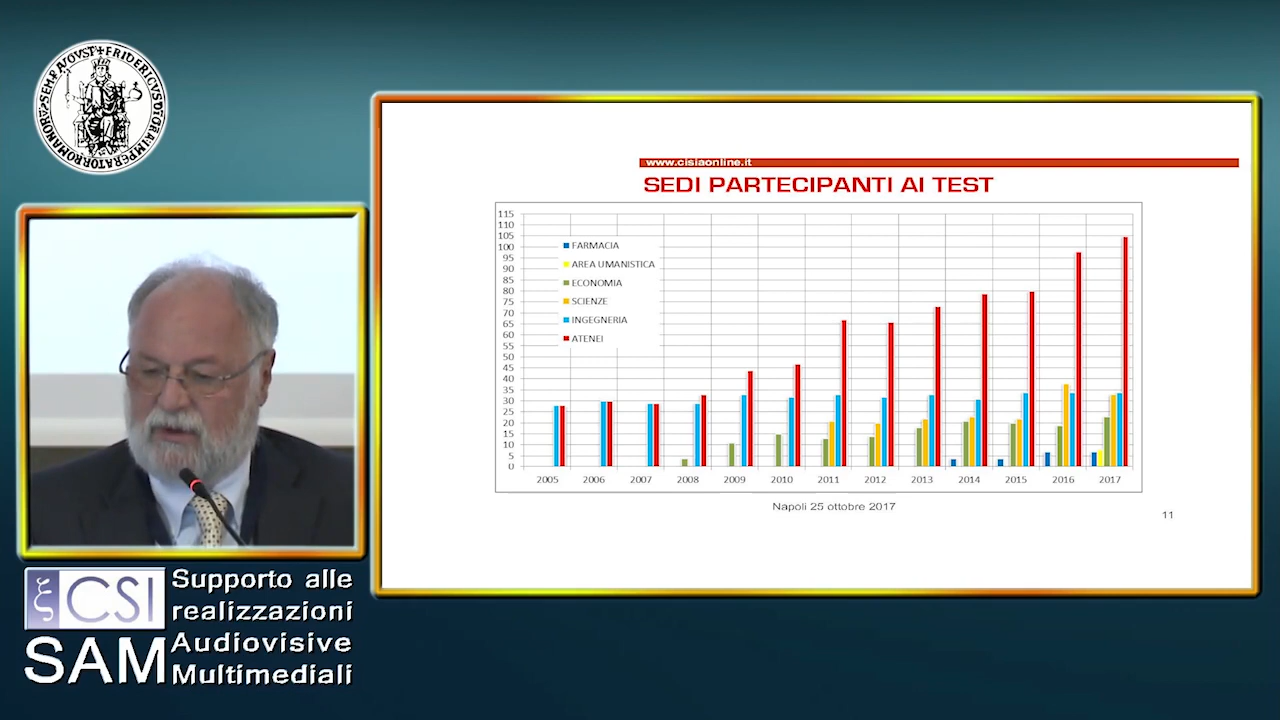 www.cisiaonline.it
SEDI PARTECIPANTI AI TEST
115
110
105
100
95
90
85
80
75
70
65
60
55
50
45
40
35
30
25
20
15
10
5
0
FARMACIA
AREA UMANISTICA
ECONOMIA
SCIENZE
INGEGNERIA
ATENEI
2005 2006 2007 2008 2009 2010 2011 2012 2013 2014 2015 2016 2017
Napoli 25 ottobre 2017
11
CSI
SAM
Supporto alle
realizzazioni
Audiovisive
Multimediali